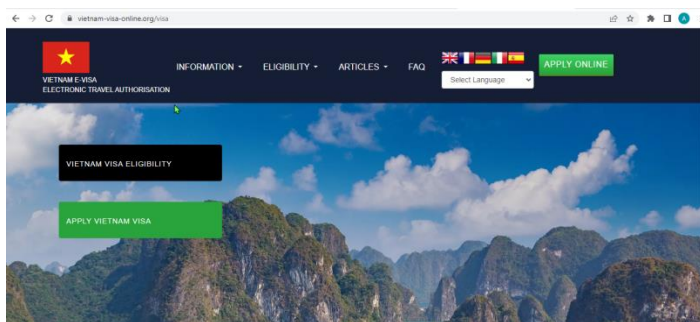 vietnam-visa-online.org/visa
VIETNAM E-VISA
ELECTRONIC TRAVEL AUTHORISATION
INFORMATION
ELIGIBILITY
ARTICLES
FAQ
Select Language
APPLY ONLINE
VIETNAM VISA ELIGIBILITY
APPLY VIETNAM VISA